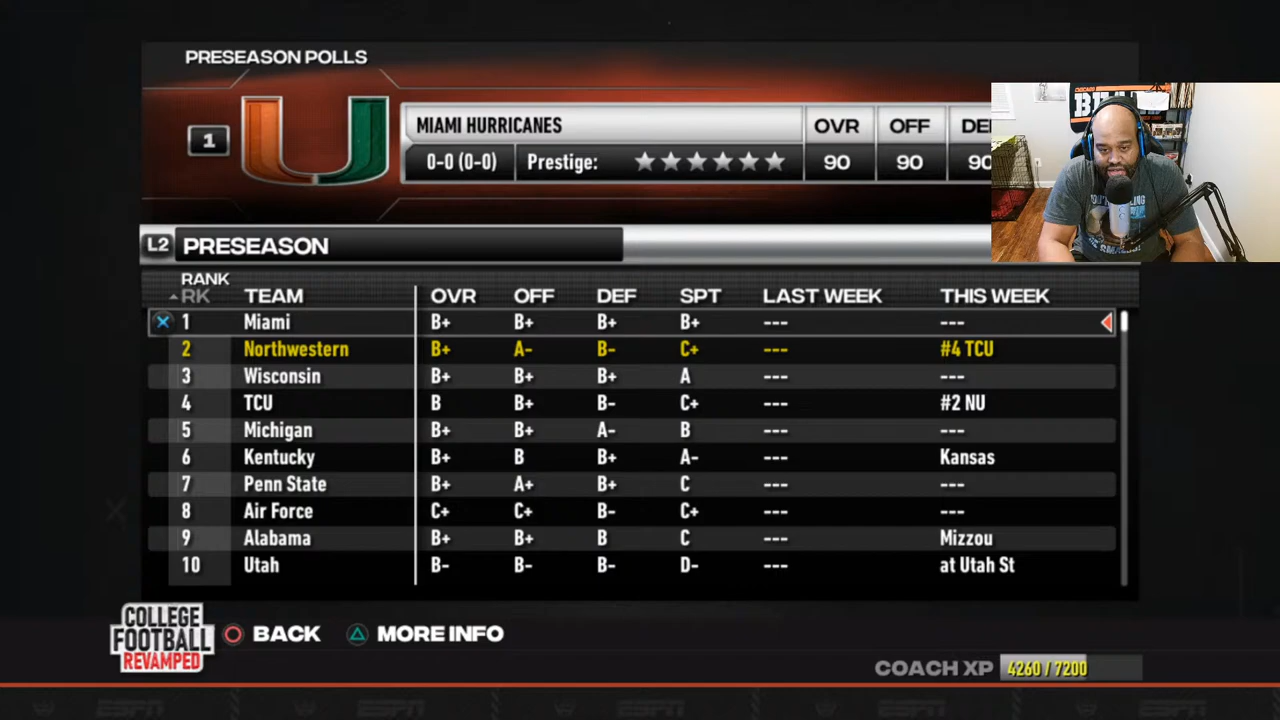 PRESEASON POLLS
1
MIAMI HURRICANES OVR OFF
0-0 (0-0) Prestige: 90 90 90
L2 PRESEASON
RANK
RK TEAM OVR OFF DEF SPT LAST WEEK THIS WEEK
1 Miami B+ B+ B+ B+ --- ---
2 Northwestern B+ A- B- C+ --- #4 TCU
3 Wisconsin B+ B+ B+ A --- ---
4 TCU B B+ B- C+ --- #2 NU
5 Michigan B+ B+ A- B --- ---
6 Kentucky B+ B B+ A- --- Kansas
7 Penn State B+ A+ B+ C --- ---
8 Air Force C+ C+ B- C+ --- ---
9 Alabama B+ B+ B C --- Mizzou
10 Utah B- B- B- D- --- at Utah St
COLLEGE
FOOTBALL
REVAMPED
BACK MORE INFO
COACH XP 4260 / 7200
ESPN